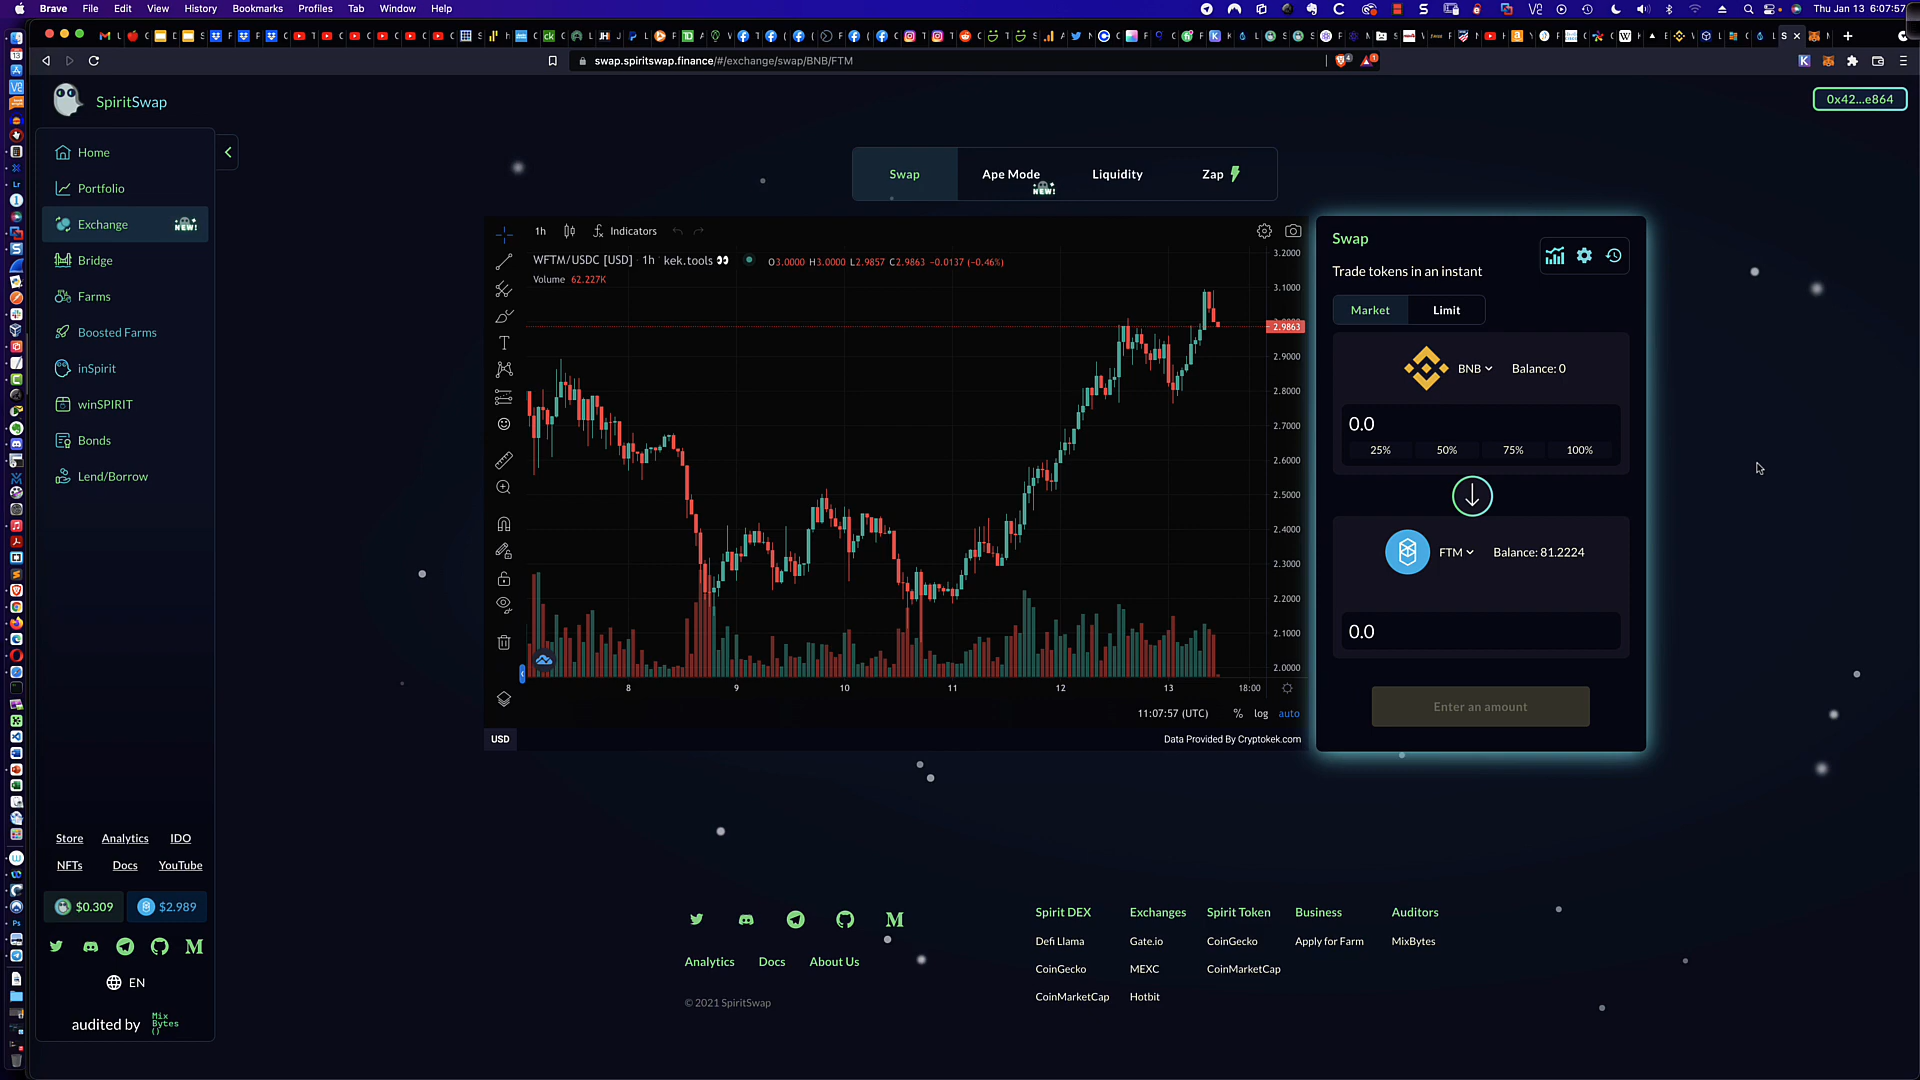 Brave File Edit View History Bookmarks Profiles Tab Window Help
Thu Jan 13 6:07:57
swap.spiritswap.finance/#/exchange/swap/BNB/FTM
SpiritSwap
0x42...e864
Home
Portfolio
Exchange NEW!
Bridge
Farms
Boosted Farms
inSpirit
winSPIRIT
Bonds
Lend/Borrow
Store Analytics IDO
NFTs Docs YouTube
$0.309 $2.989
EN
audited by Mix Bytes ()
Swap Ape Mode NEW! Liquidity Zap
1h Indicators
WFTM/USDC [USD] · 1h · kek.tools
O3.0000 H3.0000 L2.9857 C2.9863 −0.0137 (−0.46%)
Volume 62.227K
3.2000
3.1000
2.9863
2.9000
2.8000
2.7000
2.6000
2.5000
2.4000
2.3000
2.2000
2.1000
2.0000
8 9 10 11 12 13 18:00
11:07:57 (UTC) % log auto
USD
Data Provided By Cryptokek.com
Swap
Trade tokens in an instant
Market Limit
BNB Balance: 0
0.0
25% 50% 75% 100%
FTM Balance: 81.2224
0.0
Enter an amount
Analytics Docs About Us
© 2021 SpiritSwap
Spirit DEX Exchanges Spirit Token Business Auditors
Defi Llama Gate.io CoinGecko Apply for Farm MixBytes
CoinGecko MEXC CoinMarketCap
CoinMarketCap Hotbit